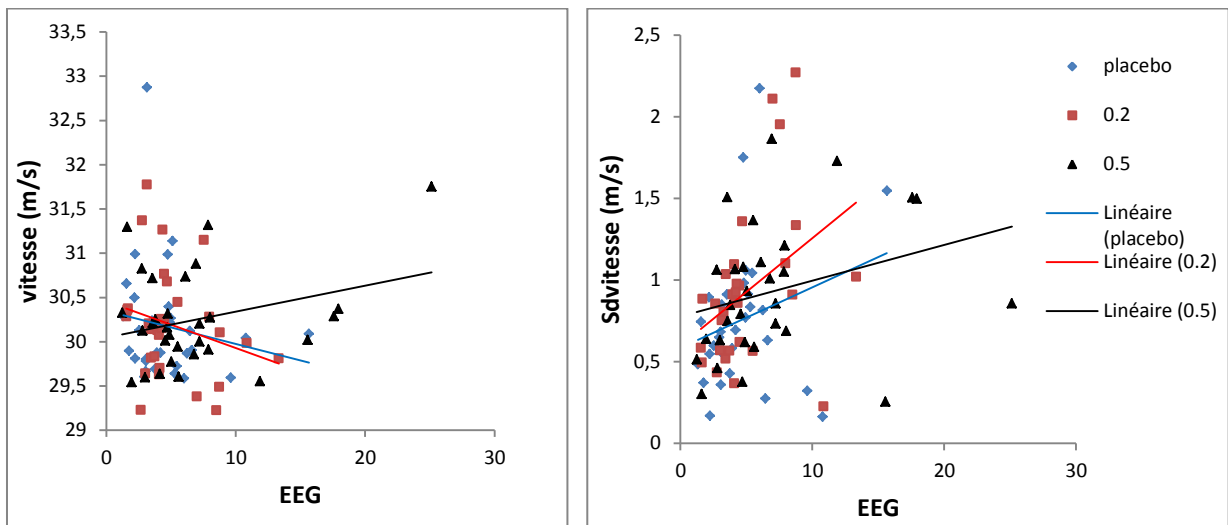 33,5
33
32,5
32
31,5
31
30,5
30
29,5
29
vitesse (m/s)
0
10
20
30
EEG
2,5
2
1,5
1
0,5
0
Sdvitesse (m/s)
0
10
20
30
EEG
placebo
0.2
0.5
Linéaire
(placebo)
Linéaire (0.2)
Linéaire (0.5)